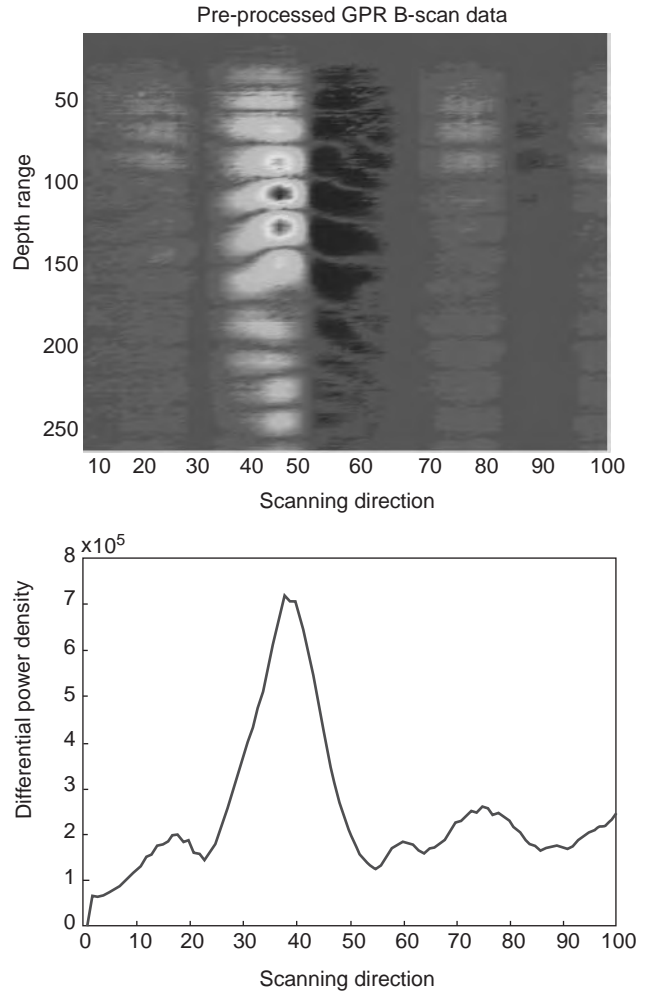 Pre-processed GPR B-scan data
50
100
150
200
250
Depth range
10 20 30 40 50 60 70 80 90 100
Scanning direction
x10⁵
8
7
6
5
4
3
2
1
0
Differential power density
0 10 20 30 40 50 60 70 80 90 100
Scanning direction